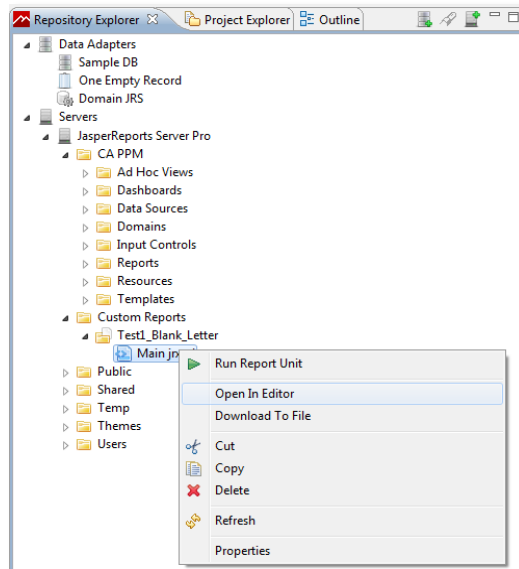 Repository Explorer Project Explorer Outline
Data Adapters
Sample DB
One Empty Record
Domain JRS
Servers
JasperReports Server Pro
CA PPM
Ad Hoc Views
Dashboards
Data Sources
Domains
Input Controls
Reports
Resources
Templates
Custom Reports
Test1_Blank_Letter
Main
Run Report Unit
Public
Shared
Open In Editor
Temp
Download To File
Themes
Users
Cut
Copy
Delete
Refresh
Properties